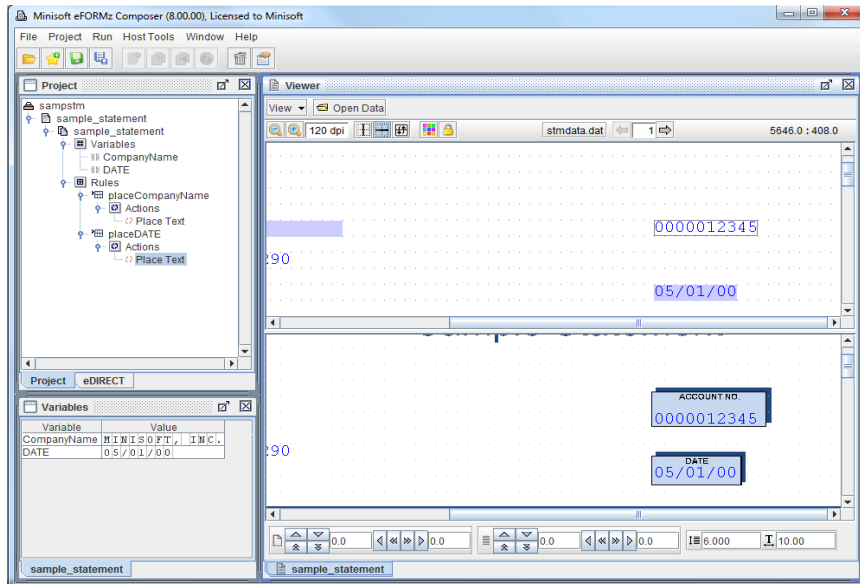 Minisoft eFORMz Composer (8.00.00), Licensed to Minisoft
File Project Run HostTools Window Help
Project
sampstm
sample_statement
sample_statement
Variables
CompanyName
DATE
Rules
placeCompanyName
Actions
Place Text
placeDATE
Actions
Place Text
Project eDIRECT
Variables
Variable Value
CompanyName MINISOFT, INC.
DATE 05/01/00
sample_statement
Viewer
View Open Data
120 dpi stmdata.dat 1 5646.0 : 408.0
0000012345
290
05/01/00
ACCOUNT NO.
0000012345
290
DATE
05/01/00
0.0 0.0 0.0 0.0 6.000 10.00
sample_statement